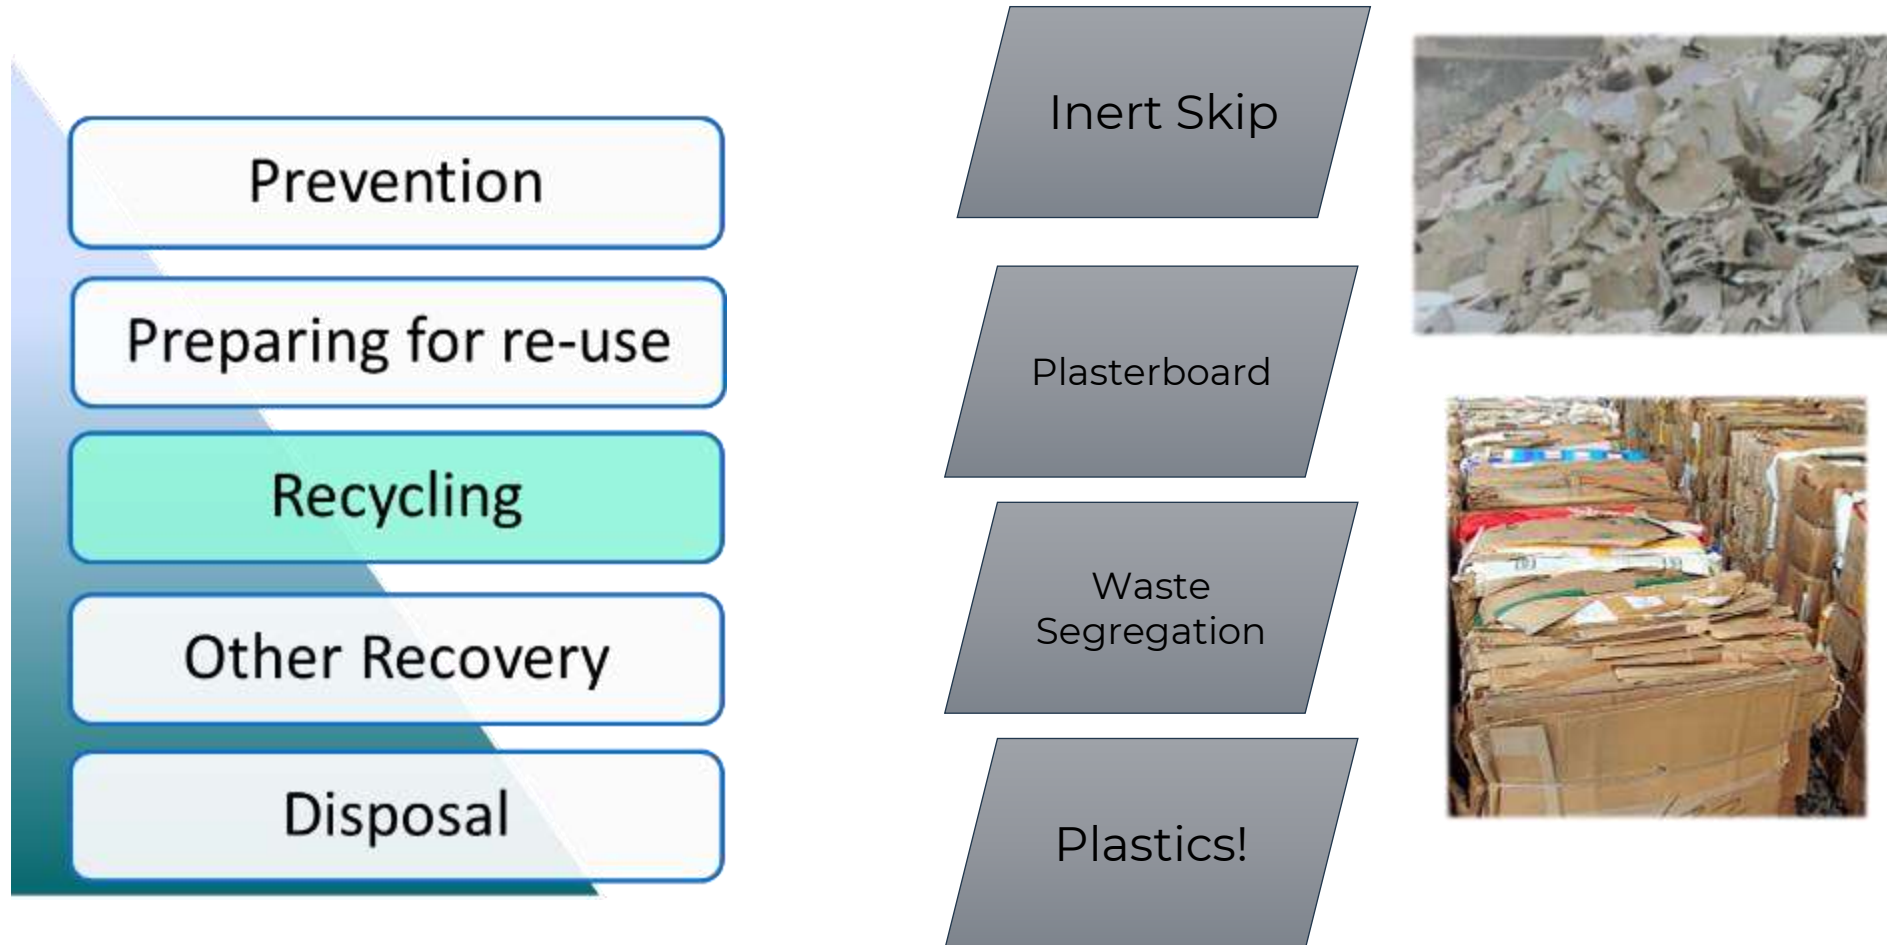 Prevention
Preparing for re-use
Recycling
Other Recovery
Disposal
Inert Skip
Plasterboard
Waste
Segregation
Plastics!